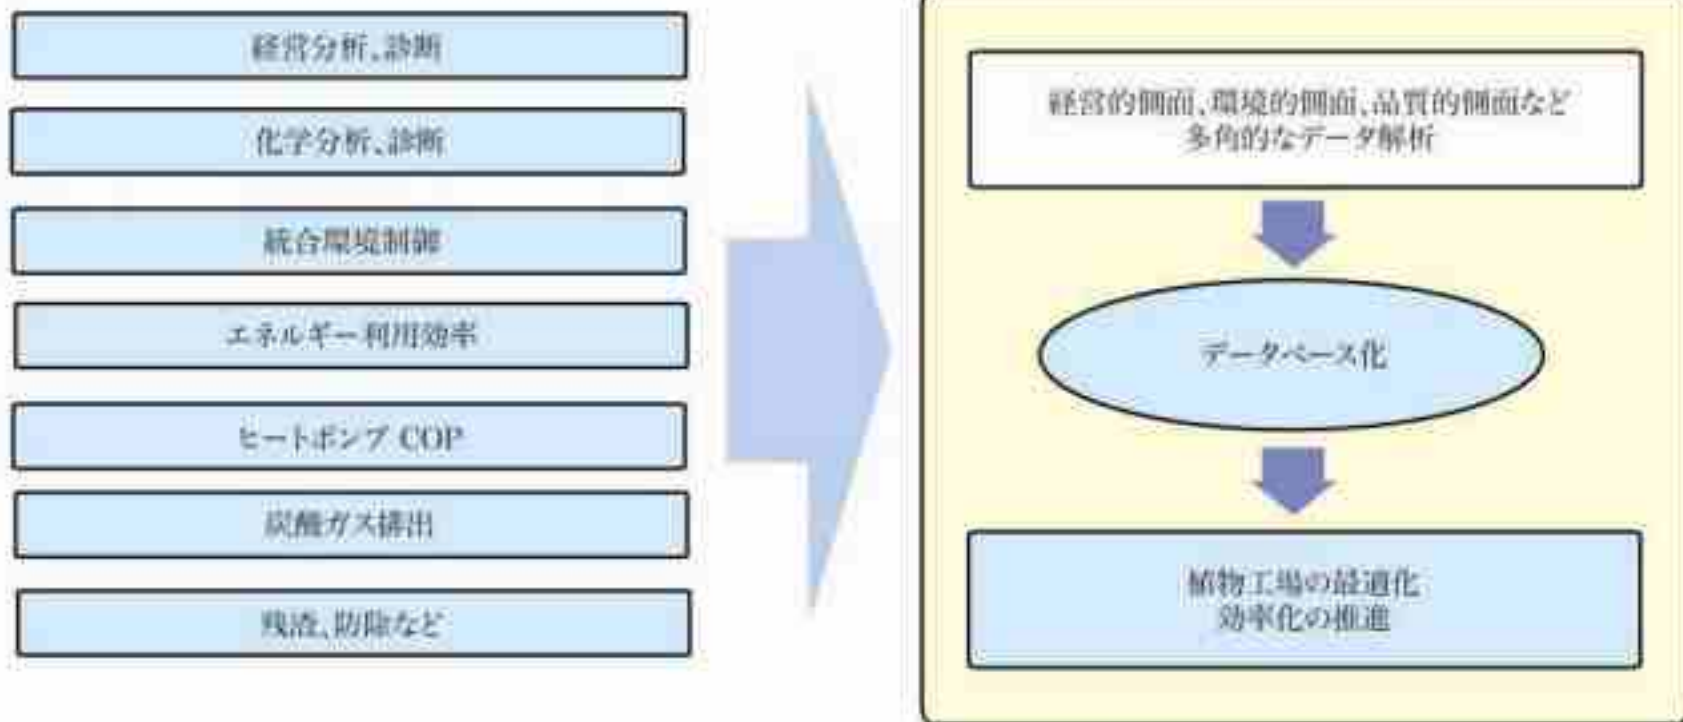 経営分析、診断
化学分析、診断
統合環境制御
エネルギー利用効率
ヒートポンプ COP
炭酸ガス排出
残渣、防除など
経営的側面、環境的側面、品質的側面など
多角的なデータ解析
データベース化
植物工場の最適化
効率化の推進